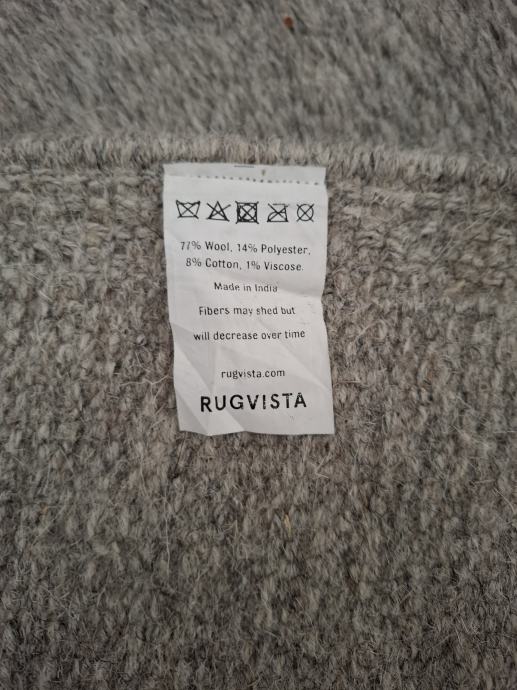 77% Wool, 14% Polyester,
8% Cotton, 1% Viscose.
Made in India
Fibers may shed but
will decrease over time
rugvista.com
RUGVISTA